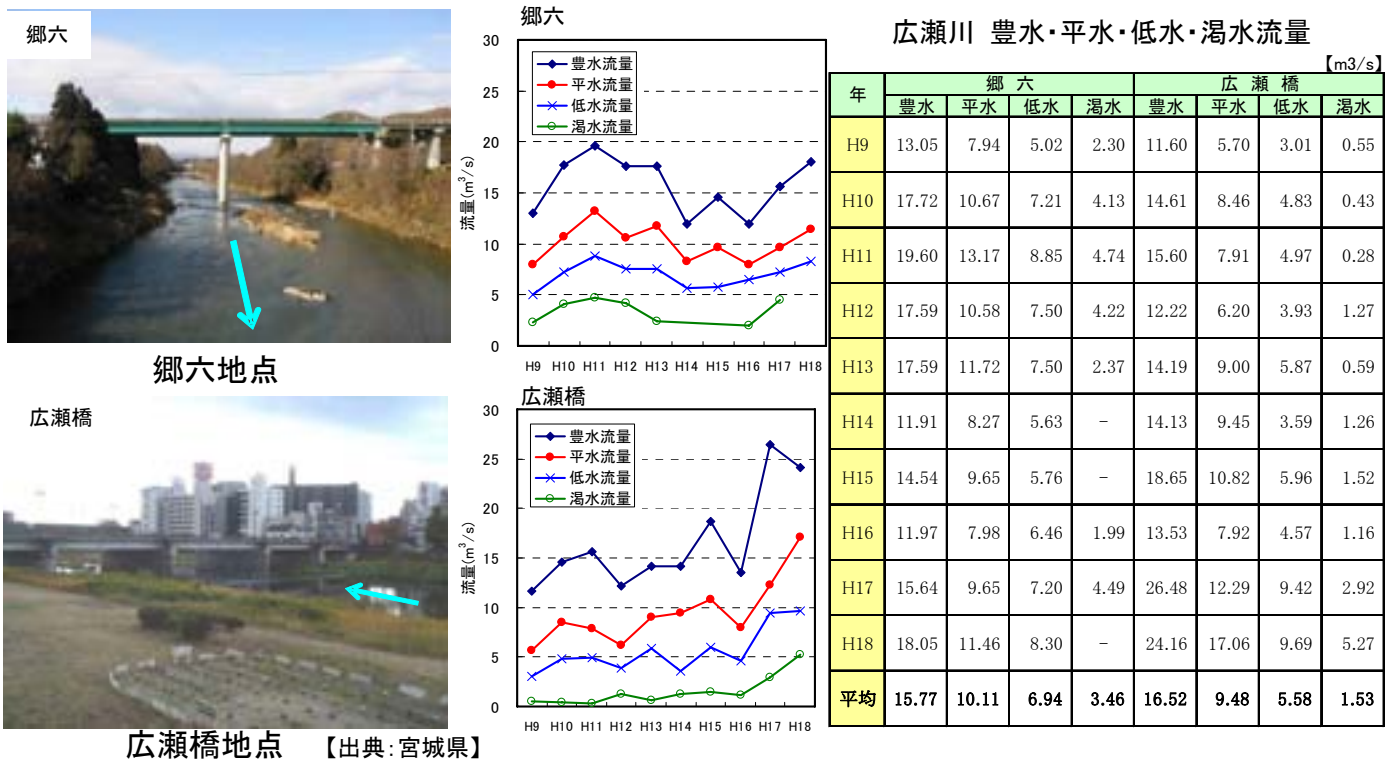 郷六
郷六地点
広瀬橋
広瀬橋地点 【出典:宮城県】
郷六
流量(m³/s)
30
25
20
15
10
5
0
豊水流量
平水流量
低水流量
渇水流量
H9 H10 H11 H12 H13 H14 H15 H16 H17 H18
広瀬橋
流量(m³/s)
30
25
20
15
10
5
0
豊水流量
平水流量
低水流量
渇水流量
H9 H10 H11 H12 H13 H14 H15 H16 H17 H18
広瀬川 豊水・平水・低水・渇水流量
【m3/s】
年 郷 六 広 瀬 橋
豊水 平水 低水 渇水 豊水 平水 低水 渇水
H9 13.05 7.94 5.02 2.30 11.60 5.70 3.01 0.55
H10 17.72 10.67 7.21 4.13 14.61 8.46 4.83 0.43
H11 19.60 13.17 8.85 4.74 15.60 7.91 4.97 0.28
H12 17.59 10.58 7.50 4.22 12.22 6.20 3.93 1.27
H13 17.59 11.72 7.50 2.37 14.19 9.00 5.87 0.59
H14 11.91 8.27 5.63 − 14.13 9.45 3.59 1.26
H15 14.54 9.65 5.76 − 18.65 10.82 5.96 1.52
H16 11.97 7.98 6.46 1.99 13.53 7.92 4.57 1.16
H17 15.64 9.65 7.20 4.49 26.48 12.29 9.42 2.92
H18 18.05 11.46 8.30 − 24.16 17.06 9.69 5.27
平均 15.77 10.11 6.94 3.46 16.52 9.48 5.58 1.53